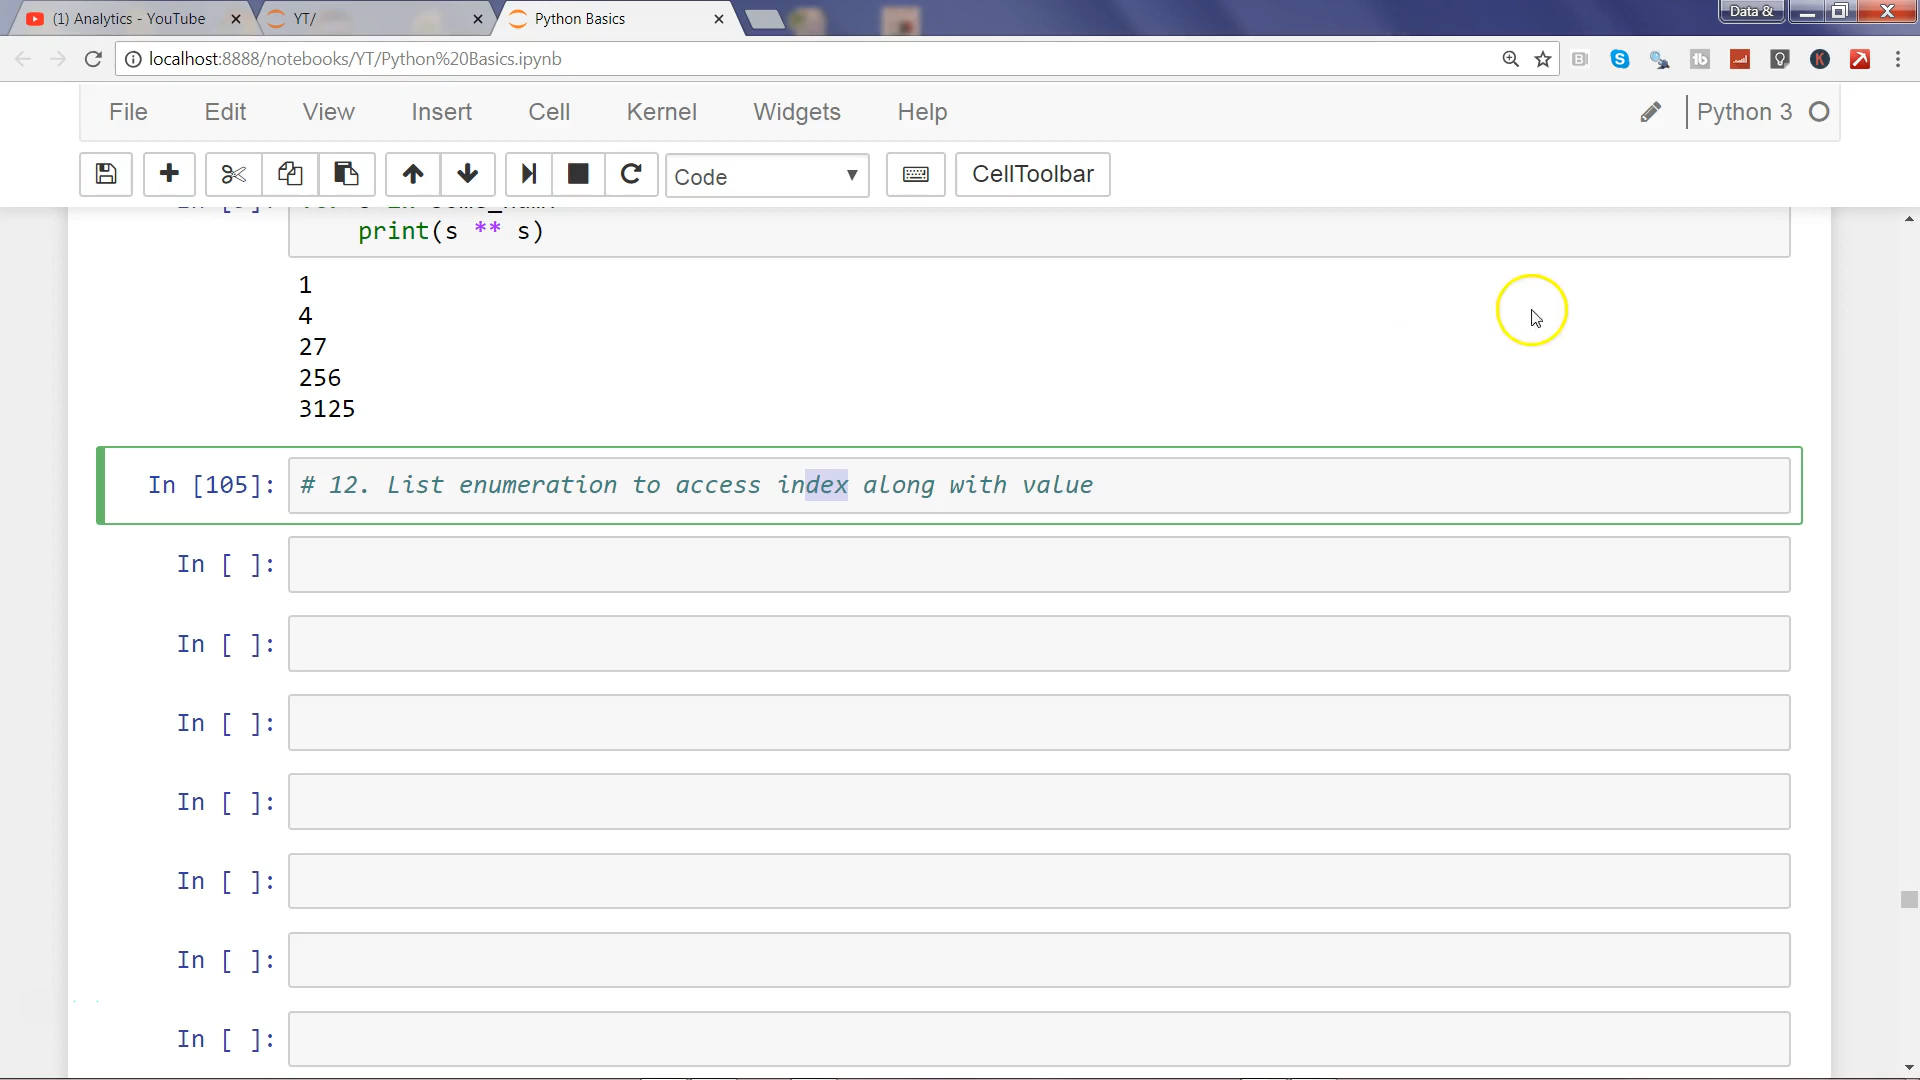 (1) Analytics - YouTube
YT/
Python Basics
Data &
localhost:8888/notebooks/YT/Python%20Basics.ipynb
File Edit View Insert Cell Kernel Widgets Help
Python 3
Code
CellToolbar
print(s ** s)
1
4
27
256
3125
In [105]: # 12. List enumeration to access index along with value
In [ ]:
In [ ]:
In [ ]:
In [ ]:
In [ ]:
In [ ]:
In [ ]: